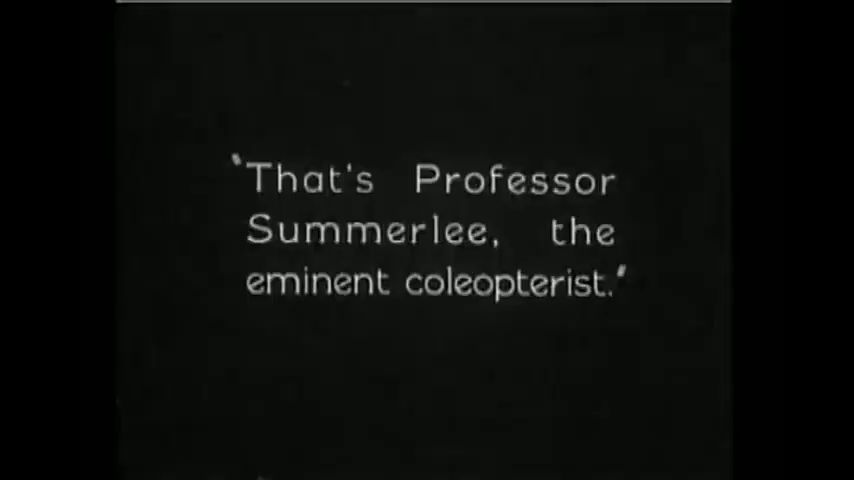 "That's Professor
Summerlee, the
eminent coleopterist."